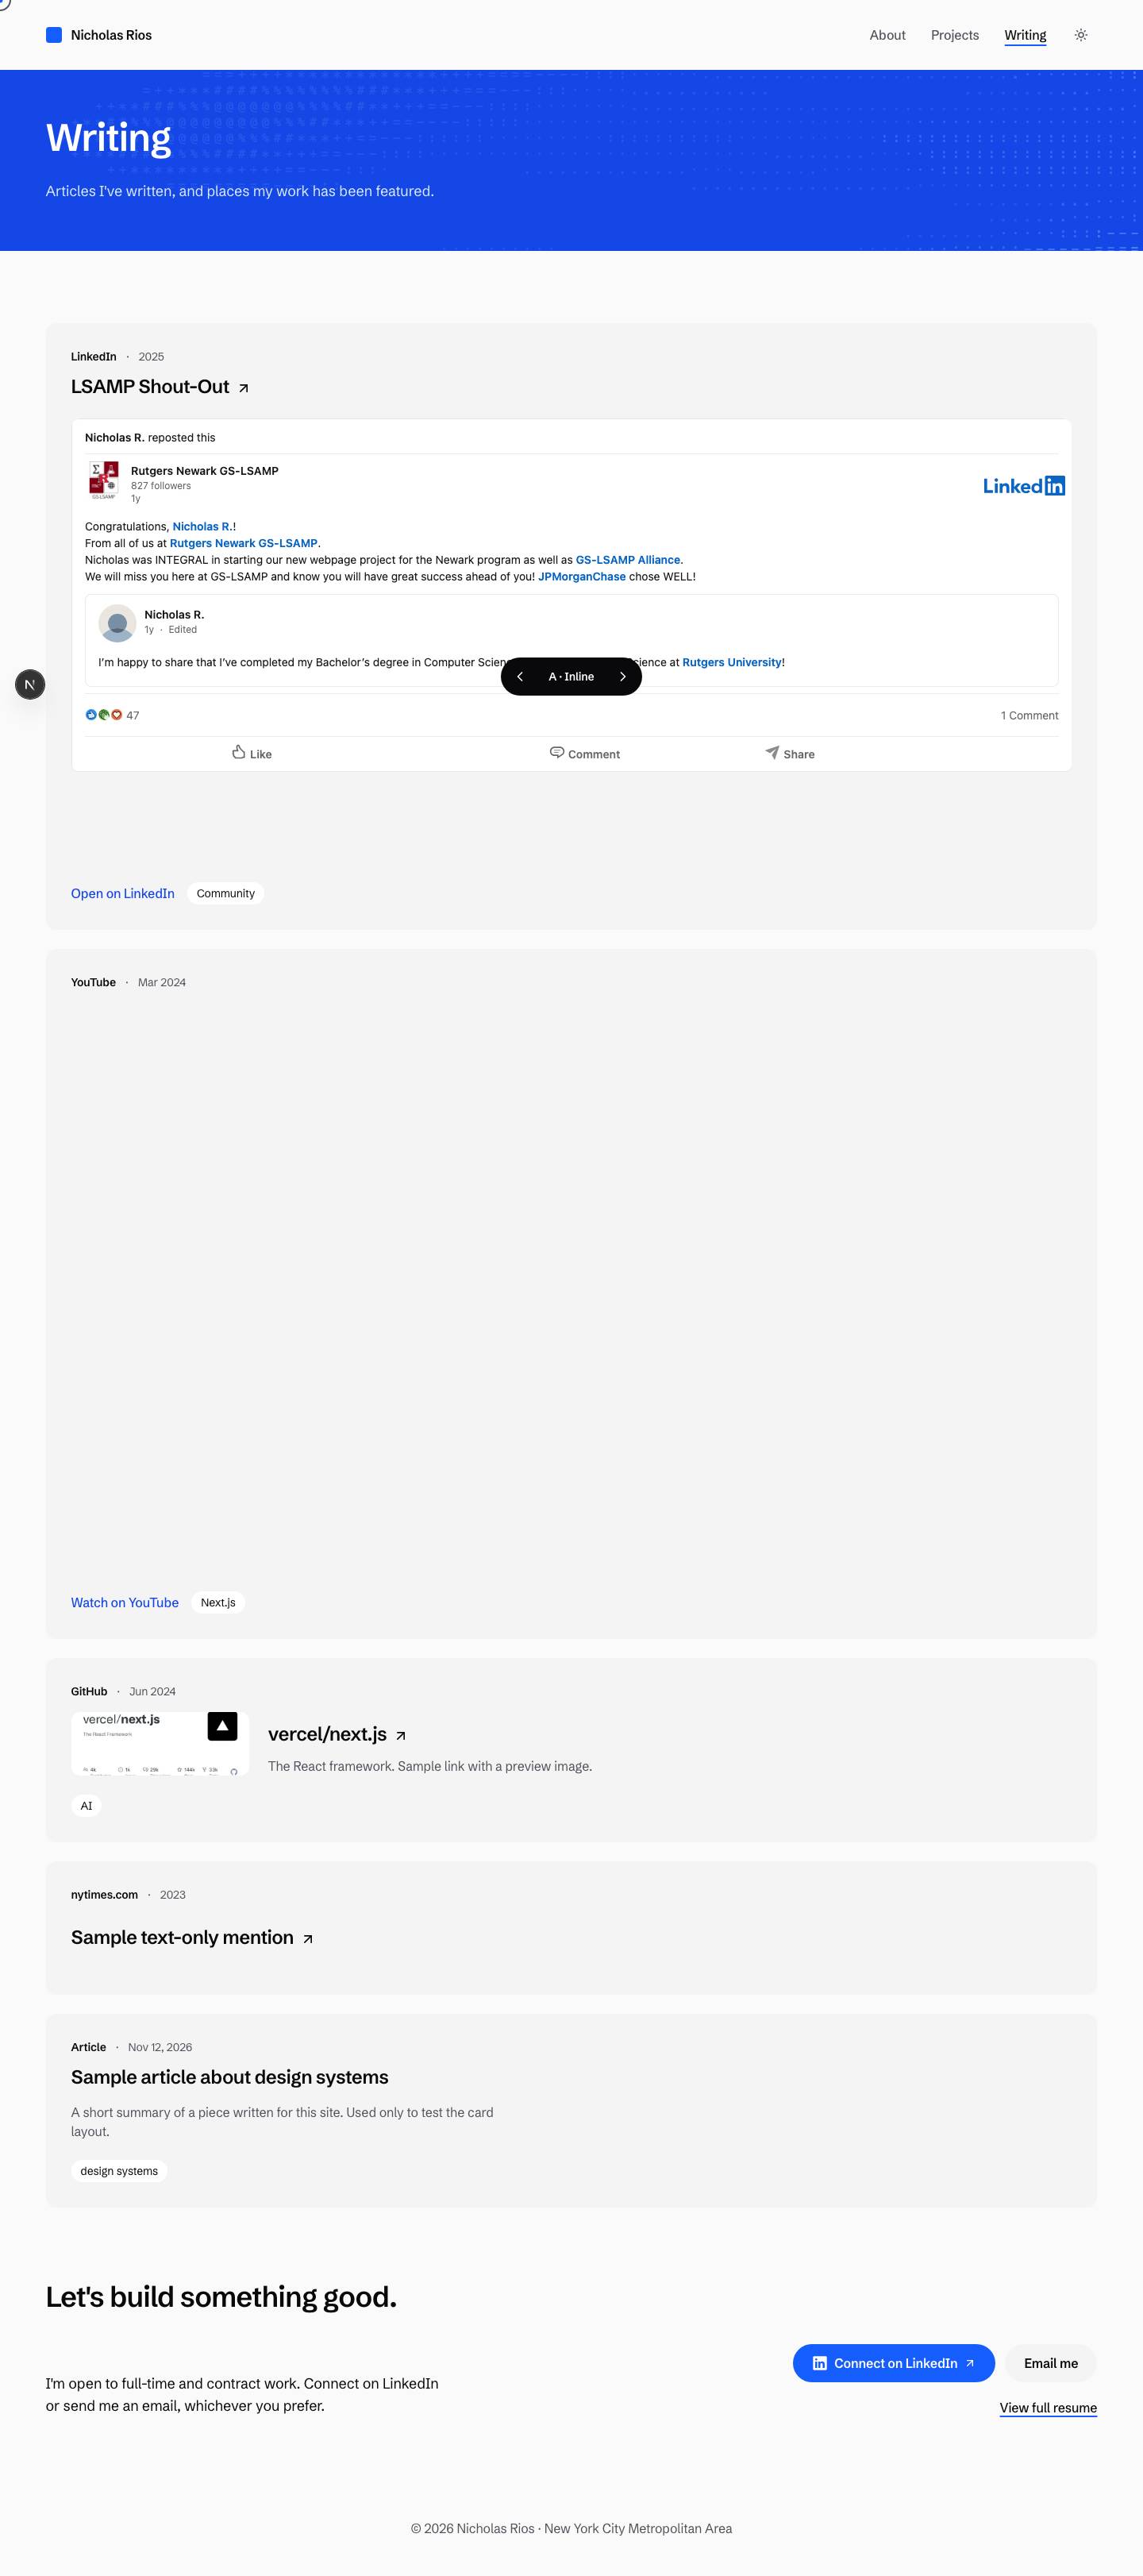 Nicholas Rios
About
Projects
Writing
Writing
Articles I've written, and places my work has been featured.
LinkedIn · 2025
LSAMP Shout-Out
Nicholas R. reposted this
Rutgers Newark GS-LSAMP
827 followers
1y
Linked in
Congratulations, Nicholas R.!
From all of us at Rutgers Newark GS-LSAMP.
Nicholas was INTEGRAL in starting our new webpage project for the Newark program as well as GS-LSAMP Alliance.
We will miss you here at GS-LSAMP and know you will have great success ahead of you! JPMorganChase chose WELL!
Nicholas R.
1y · Edited
I'm happy to share that I've completed my Bachelor's degree in Computer at Rutgers University!
A · Inline
47
1 Comment
Like
Comment
Share
Open on LinkedIn
Community
YouTube · Mar 2024
Watch on YouTube
Next.js
GitHub · Jun 2024
vercel/next.js
The React Framework
vercel/next.js
The React framework. Sample link with a preview image.
AI
nytimes.com · 2023
Sample text-only mention
Article · Nov 12, 2026
Sample article about design systems
A short summary of a piece written for this site. Used only to test the card
layout.
design systems
Let's build something good.
I'm open to full-time and contract work. Connect on LinkedIn
or send me an email, whichever you prefer.
Connect on LinkedIn
Email me
View full resume
© 2026 Nicholas Rios · New York City Metropolitan Area